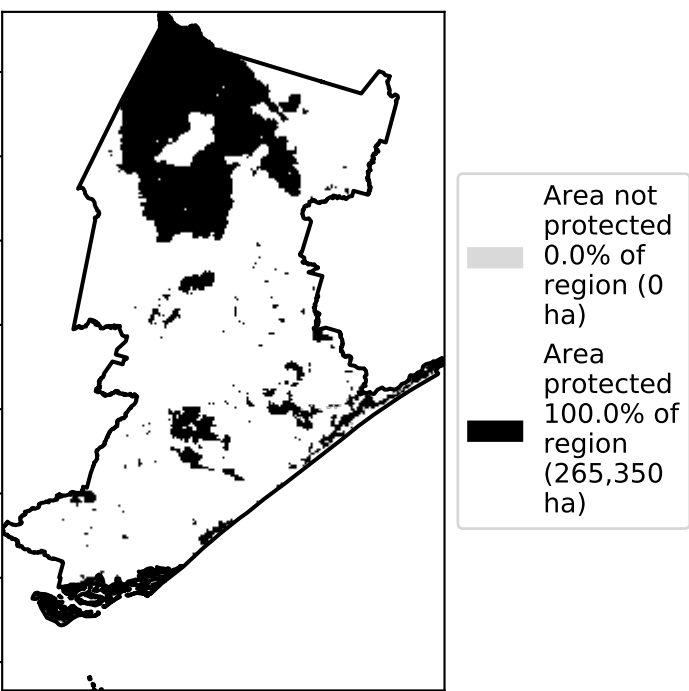 Area not
protected
0.0% of
region (0
ha)
Area
protected
100.0% of
region
(265,350
ha)